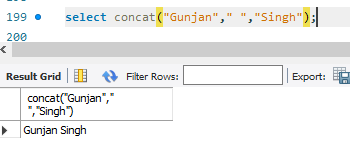 199 select concat("Gunjan"," ","Singh");
200
Result Grid Filter Rows: Export:
concat("Gunjan","
","Singh")
Gunjan Singh